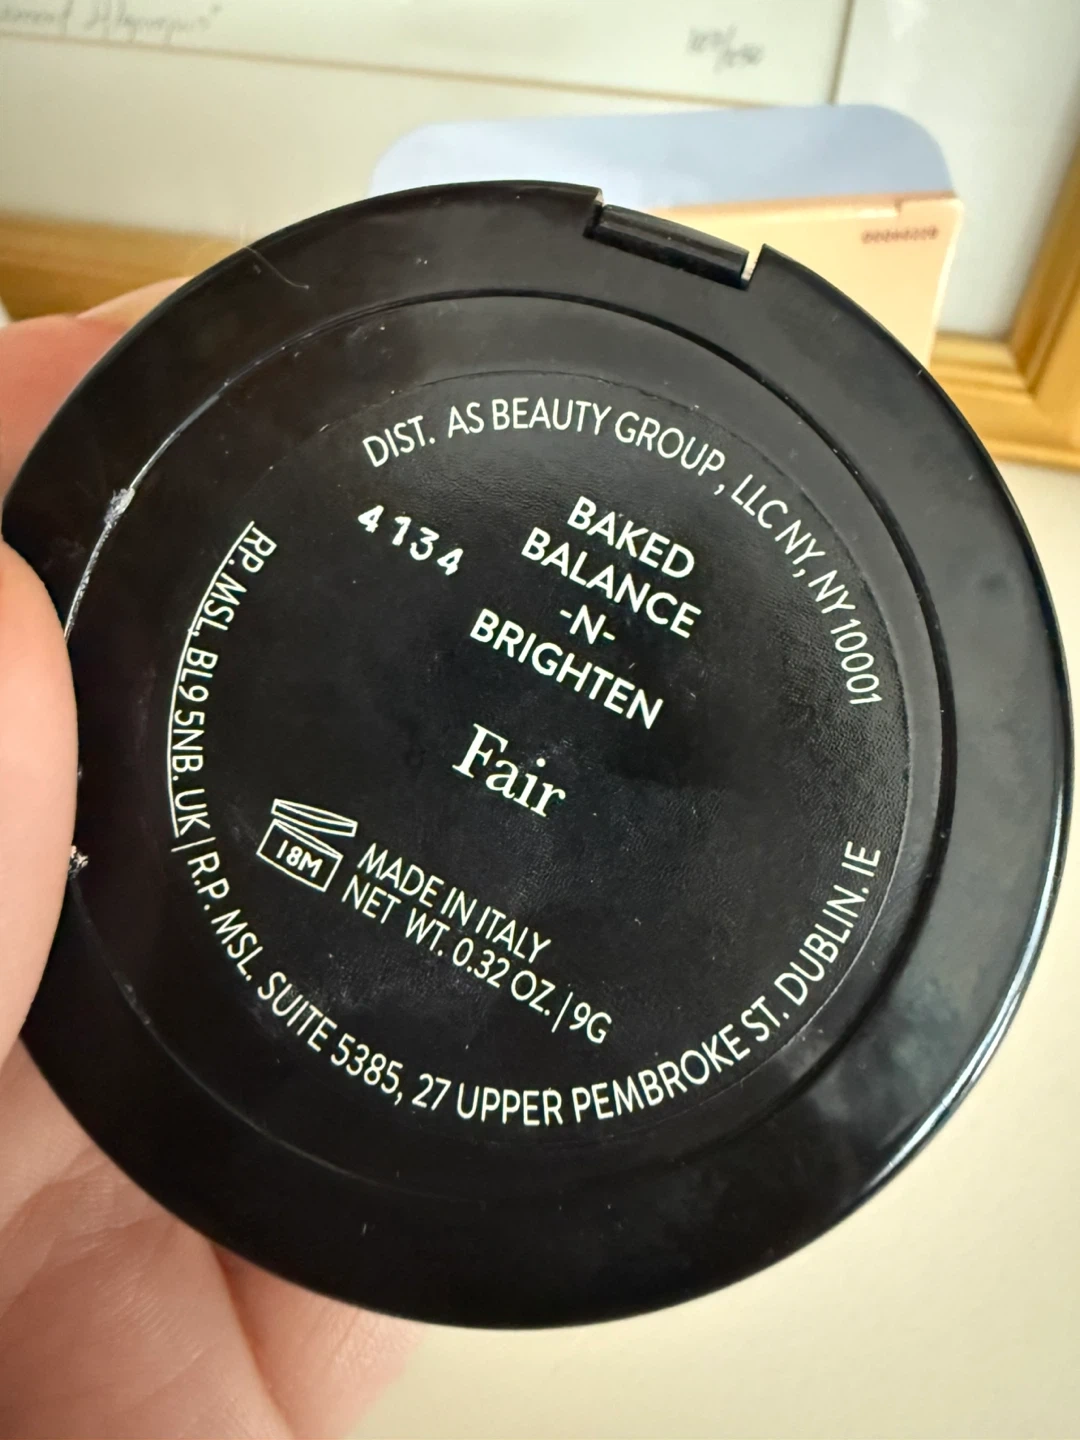 DIST. AS BEAUTY GROUP, LLC NY, NY 10001
4134
BAKED
BALANCE
-N-
BRIGHTEN
Fair
18M
MADE IN ITALY
NET WT. 0.32 OZ. | 9G
RP. MSL, BL9 5NB. UK | R.P. MSL. SUITE 5385, 27 UPPER PEMBROKE ST. DUBLIN. IE